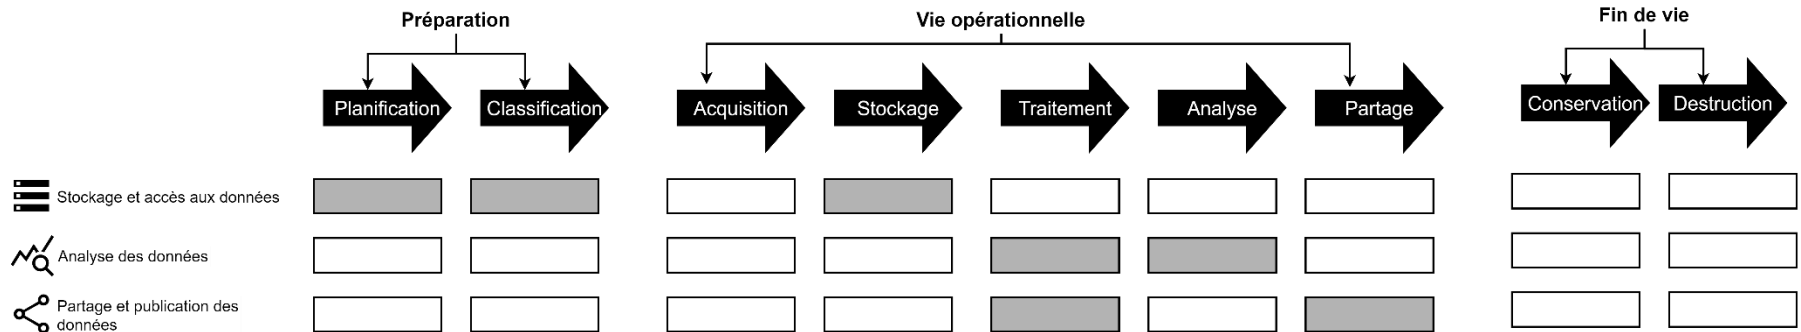 Préparation
Vie opérationnelle
Fin de vie
Planification
Classification
Acquisition
Stockage
Traitement
Analyse
Partage
Conservation
Destruction
Stockage et accès aux données
Analyse des données
Partage et publication des
données